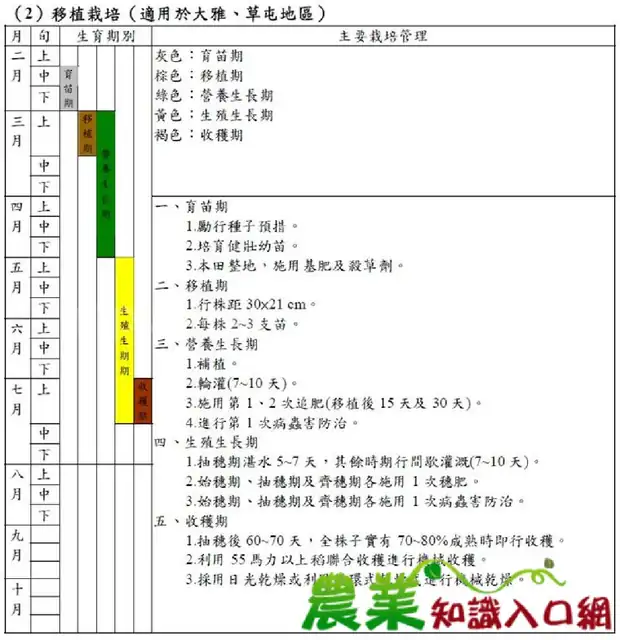 (2) 移植栽培（適用於大雅、草屯地區）
月 旬 生育期別 主要栽培管理
二月 上 中 下
三月 上 中 下
四月 上 中 下
五月 上 中 下
六月 上 中 下
七月 上 中 下
八月 上 中 下
九月
十月
育苗期
移植期
營養生長期
生殖生期期
收穫期
灰色：育苗期
棕色：移植期
綠色：營養生長期
黃色：生殖生長期
褐色：收穫期
一、育苗期
1.勵行種子預措。
2.培育健壯幼苗。
3.本田整地，施用基肥及殺草劑。
二、移植期
1.行株距 30x21 cm。
2.每株 2~3 支苗。
三、營養生長期
1.補植。
2.輪灌(7~10 天)。
3.施用第 1、2 次追肥(移植後 15 天及 30 天)。
4.進行第 1 次病蟲害防治。
四、生殖生長期
1.抽穗期湛水 5~7 天，其餘時期行間歇灌溉(7~10 天)。
2.始穗期、抽穗期及齊穗期各施用 1 次穗肥。
3.始穗期、抽穗期及齊穗期各施用 1 次病蟲害防治。
五、收穫期
1.抽穗後 60~70 天，全株子實有 70~80%成熟時即行收穫。
2.利用 55 馬力以上稻聯合收穫進行機械收穫。
3.採用日光乾燥或利環式進行機械乾燥。
農業知識入口網